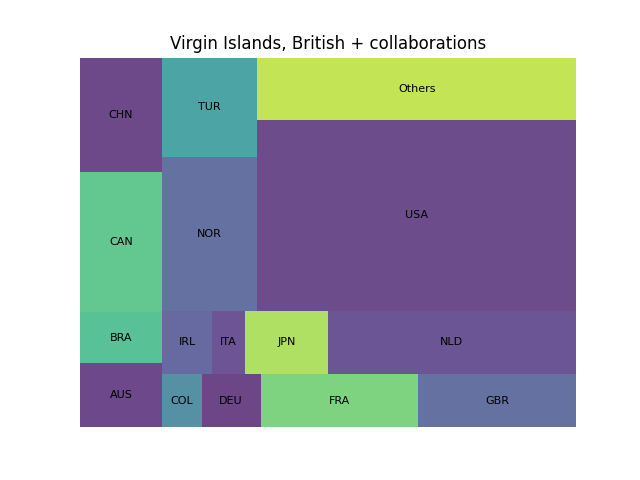 Virgin Islands, British + collaborations
CHN
TUR
Others
USA
CAN
NOR
BRA
IRL
ITA
JPN
NLD
AUS
COL
DEU
FRA
GBR